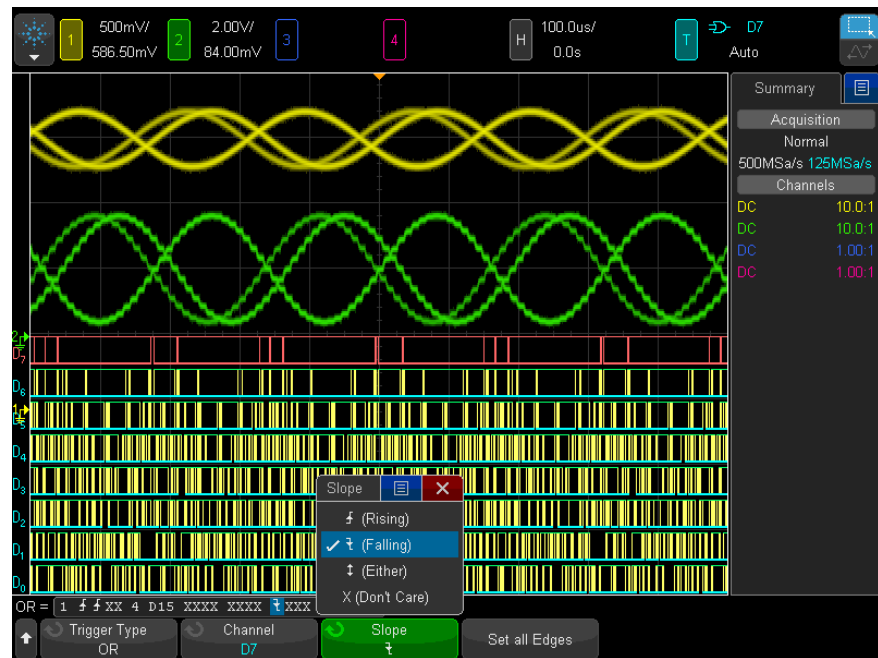 1 500mV/ 586.50mV 2 2.00V/ 84.00mV 3 4 H 100.0us/ 0.0s T D7 Auto
Summary
Acquisition
Normal
500MSa/s 125MSa/s
Channels
DC 10.0:1
DC 10.0:1
DC 1.00:1
DC 1.00:1
2
D7
D6
1
D5
D4
D3
D2
D1
D0
Slope
(Rising)
(Falling)
(Either)
X (Don't Care)
OR = 1 XX 4 D15 XXXX XXXX XXX
Trigger Type
OR
Channel
D7
Slope
Set all Edges